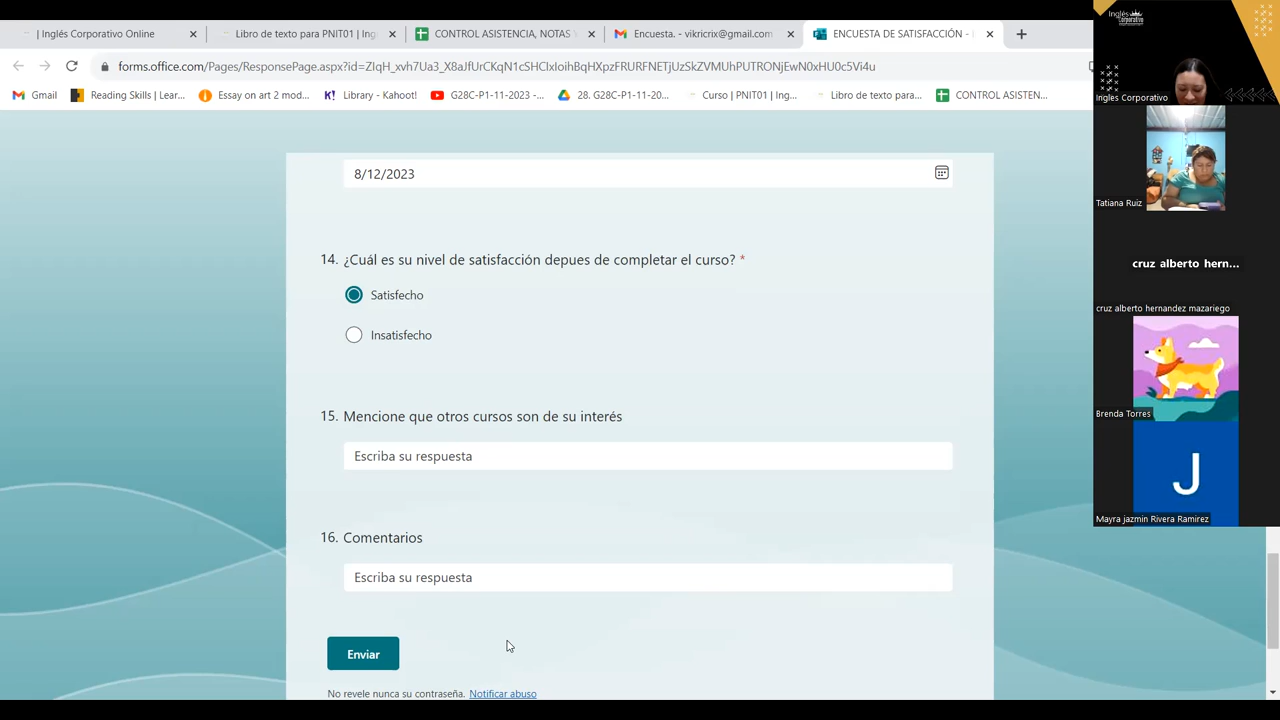 | Inglés Corporativo Online
Libro de texto para PNIT01 | Ing
CONTROL ASISTENCIA, NOTAS
Encuesta. - vikricrix@gmail.com
ENCUESTA DE SATISFACCIÓN -
forms.office.com/Pages/ResponsePage.aspx?id=ZIqH_xvh7Ua3_X8aJfUrCKqN1cSHCIxIoihBqHXpzFRURFNETjUzSkZVMUhPUTRONjEwN0xHU0c5Vi4u
Gmail
Reading Skills | Lear...
Essay on art 2 mod...
Library - Kahoot
G28C-P1-11-2023 -...
28. G28C-P1-11-20...
Curso | PNIT01 | Ing...
Libro de texto para...
CONTROL ASISTEN...
8/12/2023
14. ¿Cuál es su nivel de satisfacción depues de completar el curso? *
Satisfecho
Insatisfecho
15. Mencione que otros cursos son de su interés
Escriba su respuesta
16. Comentarios
Escriba su respuesta
Enviar
No revele nunca su contraseña. Notificar abuso
Inglés
Corporativo
Ingles Corporativo
Tatiana Ruiz
cruz alberto hern...
cruz alberto hernandez mazariego
Brenda Torres
J
Mayra jazmin Rivera Ramirez